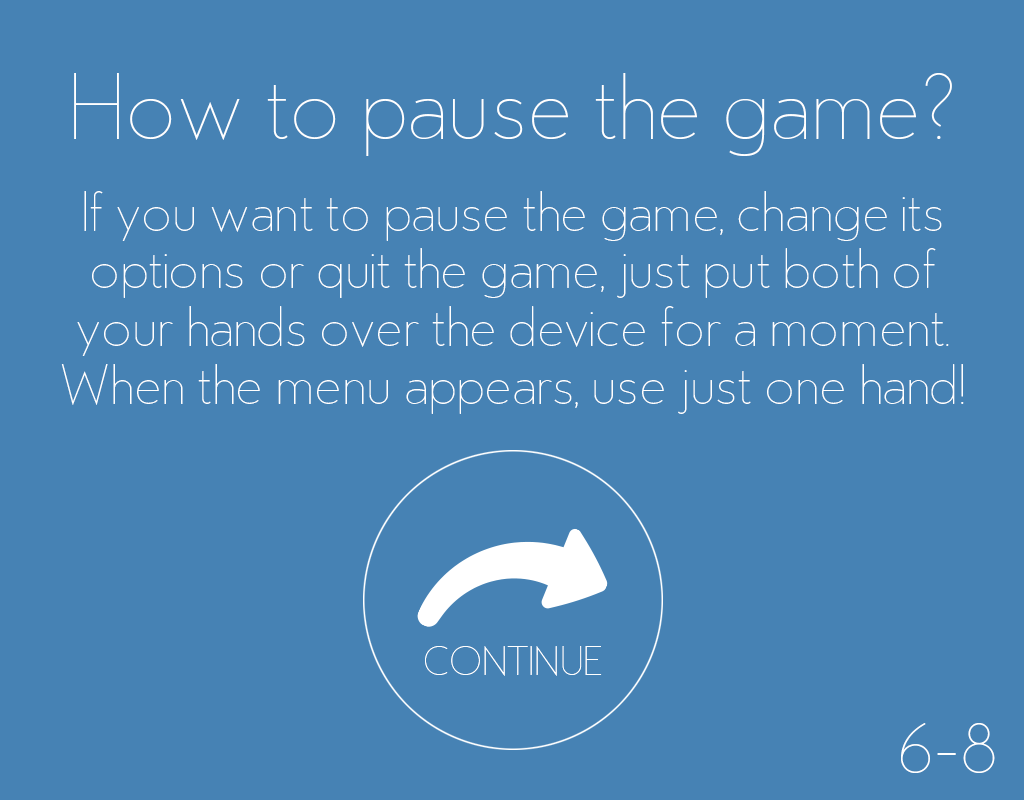 How to pause the game?
If you want to pause the game, change its
options or quit the game, just put both of
your hands over the device for a moment.
When the menu appears, use just one hand!
CONTINUE
6-8